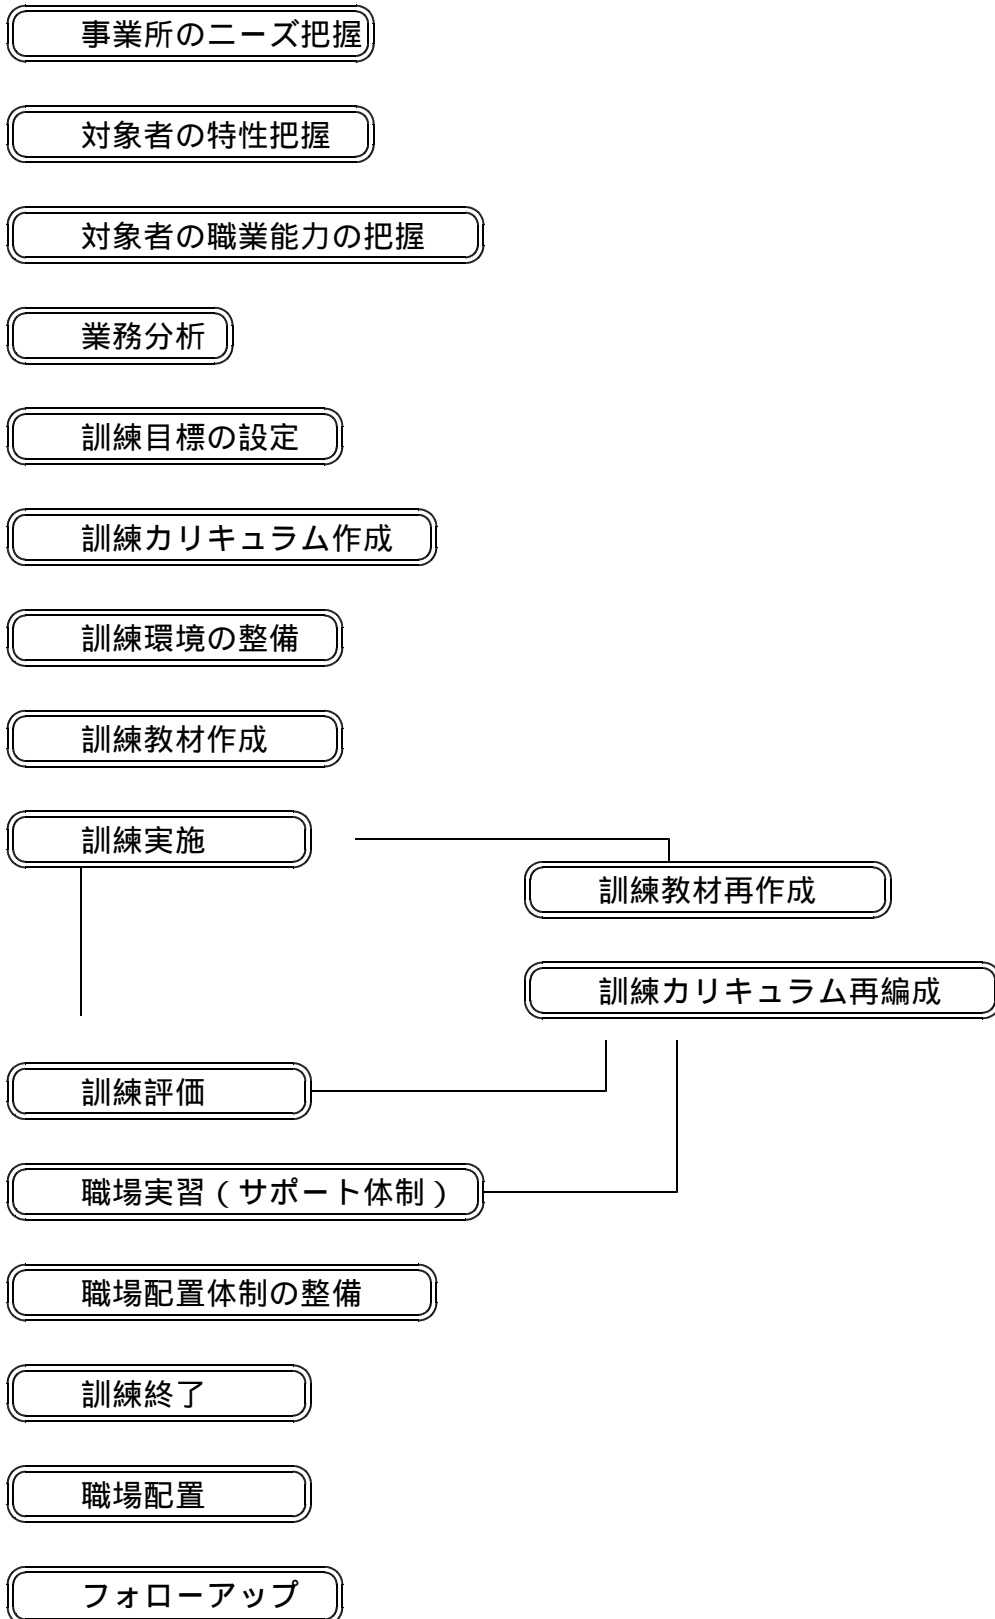 事業所のニーズ把握
対象者の特性把握
対象者の職業能力の把握
業務分析
訓練目標の設定
訓練カリキュラム作成
訓練環境の整備
訓練教材作成
訓練実施
訓練教材再作成
訓練カリキュラム再編成
訓練評価
職場実習（サポート体制）
職場配置体制の整備
訓練終了
職場配置
フォローアップ